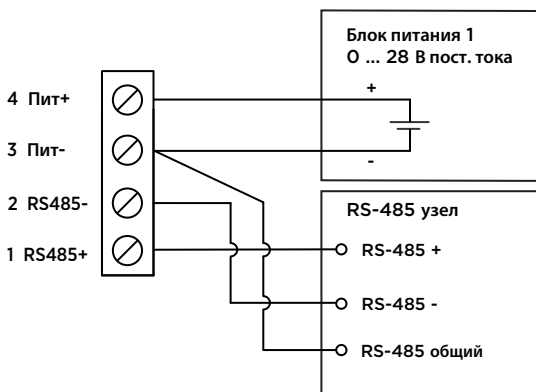 Блок питания 1
0 ... 28 В пост. тока
+
-
4 Пит+
3 Пит-
2 RS485-
1 RS485+
RS-485 узел
RS-485 +
RS-485 -
RS-485 общий